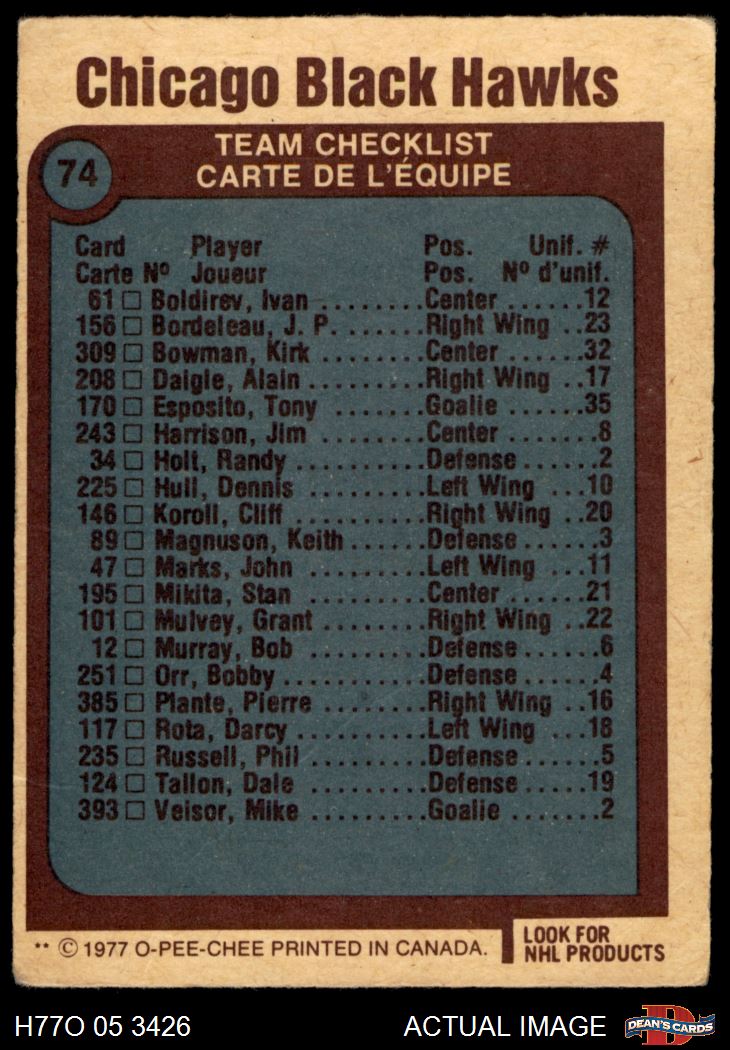 Chicago Black Hawks
74
TEAM CHECKLIST
CARTE DE L'ÉQUIPE
Card Player Pos. Unif. #
Carte Nº Joueur Pos. Nº d'unif.
61 □ Boldirev, Ivan ........Center .......12
156 □ Bordeleau, J. P. .......Right Wing ..23
309 □ Bowman, Kirk ........Center .......32
208 □ Daigle, Alain .........Right Wing ..17
170 □ Esposito, Tony .......Goalie ......35
243 □ Harrison, Jim ........Center .......8
34 □ Holt, Randy ..........Defense ......2
225 □ Hull, Dennis .........Left Wing ...10
146 □ Koroll, Cliff ..........Right Wing ..20
89 □ Magnuson, Keith ......Defense ......3
47 □ Marks, John .........Left Wing ...11
195 □ Mikita, Stan .........Center ......21
101 □ Mulvey, Grant ........Right Wing ..22
12 □ Murray, Bob ..........Defense ......6
251 □ Orr, Bobby ...........Defense ......4
385 □ Plante, Pierre ........Right Wing ..16
117 □ Rota, Darcy ..........Left Wing ...18
235 □ Russell, Phil .........Defense ......5
124 □ Tallon, Dale ..........Defense .....19
393 □ Veisor, Mike .........Goalie .......2
** © 1977 O-PEE-CHEE PRINTED IN CANADA.
LOOK FOR
NHL PRODUCTS
H77O 05 3426 ACTUAL IMAGE
D
DEAN'S CARDS